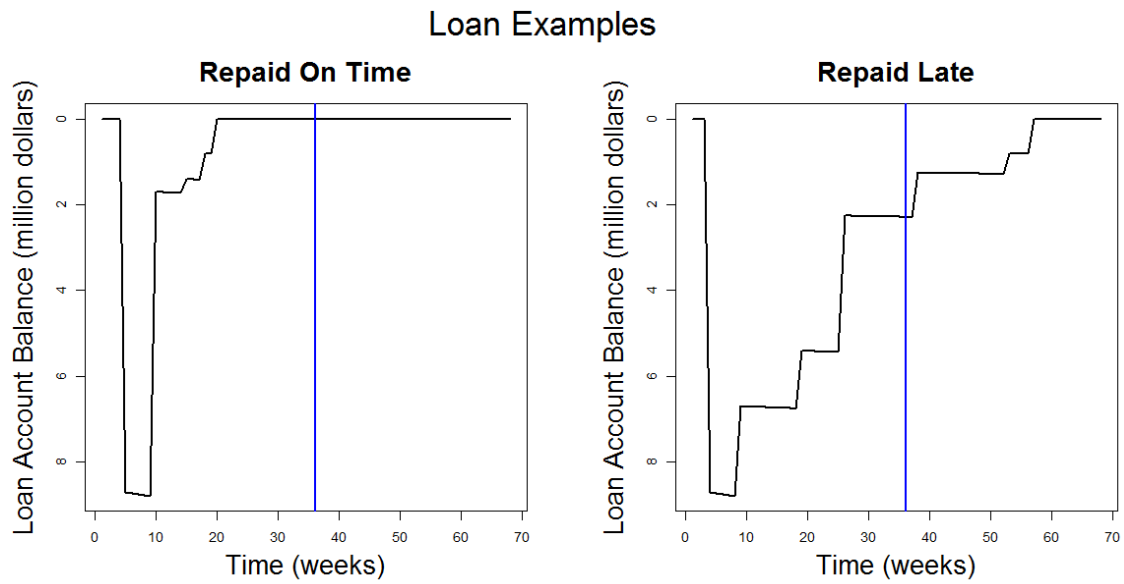 Loan Examples
Repaid On Time
Loan Account Balance (million dollars)
0
2
4
6
8
0 10 20 30 40 50 60 70
Time (weeks)
Repaid Late
Loan Account Balance (million dollars)
0
2
4
6
8
0 10 20 30 40 50 60 70
Time (weeks)